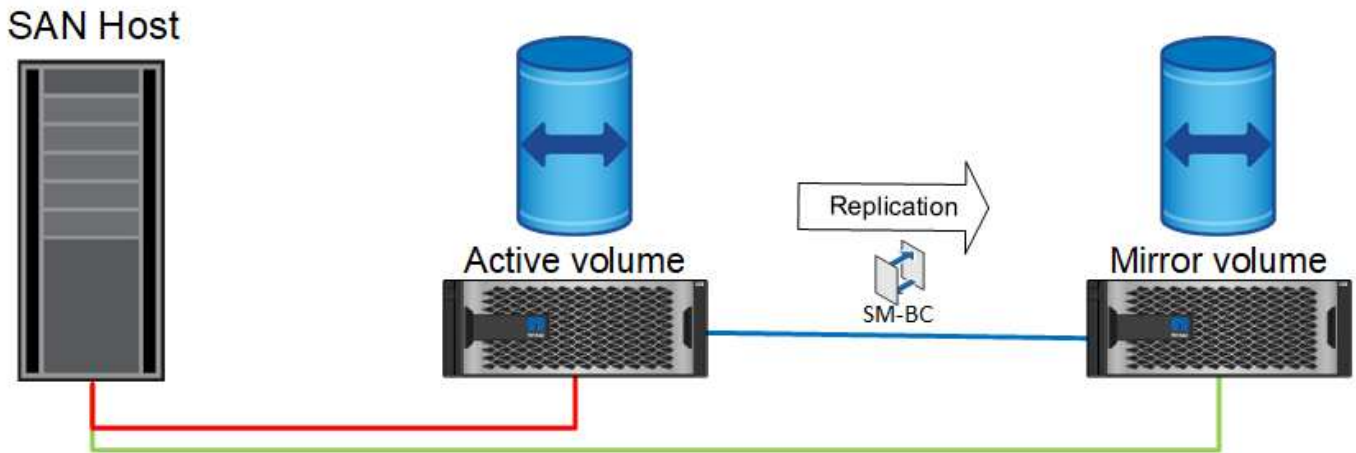 SAN Host
Replication
Active volume
Mirror volume
SM-BC